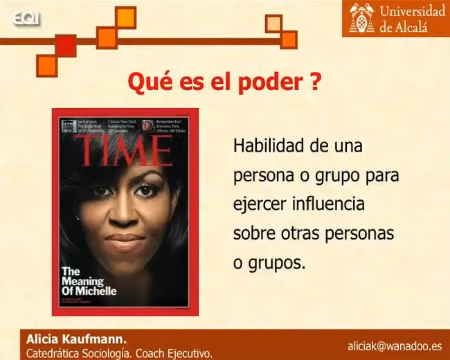 EQI
Universidad
de Alcalá
Qué es el poder ?
TIME
The
Meaning
Of Michelle
Habilidad de una
persona o grupo para
ejercer influencia
sobre otras personas
o grupos.
Alicia Kaufmann.
Catedrática Sociología. Coach Ejecutivo.
aliciak@wanadoo.es